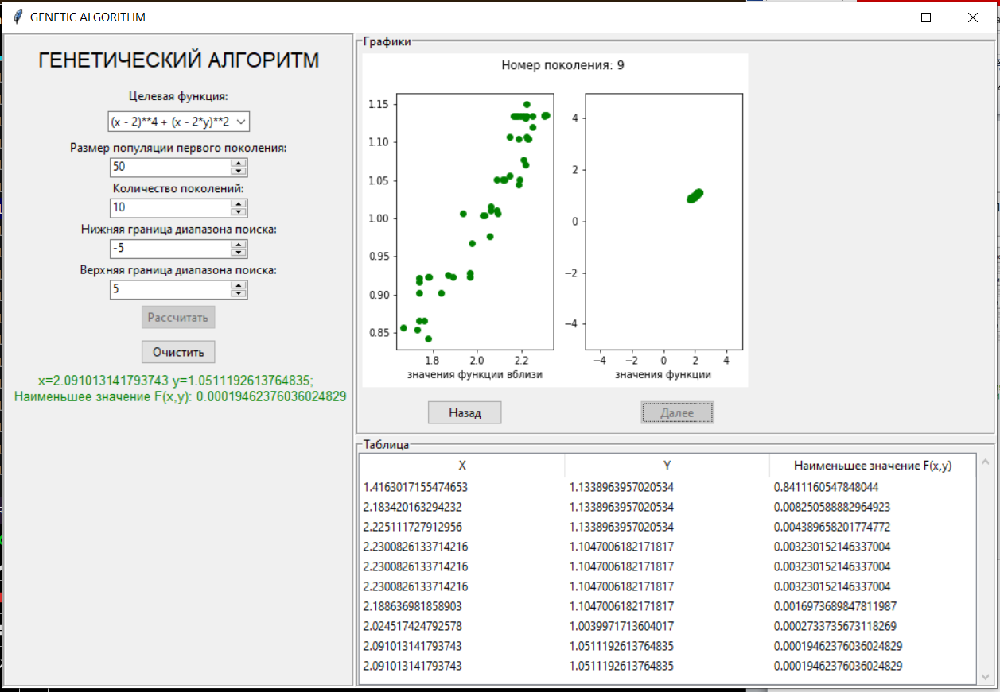 GENETIC ALGORITHM
ГЕНЕТИЧЕСКИЙ АЛГОРИТМ
Целевая функция:
(x - 2)**4 + (x - 2*y)**2
Размер популяции первого поколения:
50
Количество поколений:
10
Нижняя граница диапазона поиска:
-5
Верхняя граница диапазона поиска:
5
Рассчитать
Очистить
x=2.091013141793743 y=1.0511192613764835;
Наименьшее значение F(x,y): 0.00019462376036024829
Графики
Номер поколения: 9
1.15
1.10
1.05
1.00
0.95
0.90
0.85
1.8 2.0 2.2
значения функции вблизи
4
2
0
−2
−4
−4 −2 0 2 4
значения функции
Назад
Далее
Таблица
X Y Наименьшее значение F(x,y)
1.4163017155474653 1.1338963957020534 0.8411160547848044
2.183420163294232 1.1338963957020534 0.008250588882964923
2.225111727912956 1.1338963957020534 0.004389658201774772
2.2300826133714216 1.1047006182171817 0.003230152146337004
2.2300826133714216 1.1047006182171817 0.003230152146337004
2.2300826133714216 1.1047006182171817 0.003230152146337004
2.188636981858903 1.1047006182171817 0.0016973689847811987
2.024517424792578 1.0039971713604017 0.0002733735673118269
2.091013141793743 1.0511192613764835 0.00019462376036024829
2.091013141793743 1.0511192613764835 0.00019462376036024829